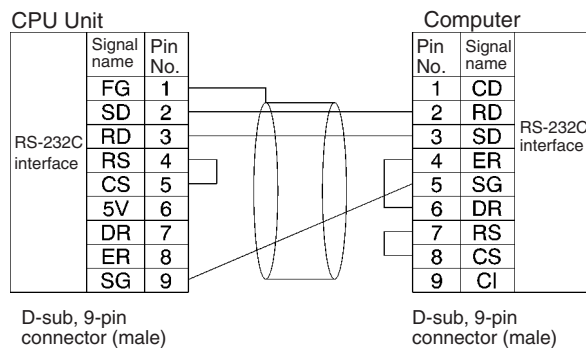 CPU Unit
Computer
Signal name Pin No.
Pin No. Signal name
RS-232C interface
FG 1
SD 2
RD 3
RS 4
CS 5
5V 6
DR 7
ER 8
SG 9
1 CD
2 RD
3 SD
4 ER
5 SG
6 DR
7 RS
8 CS
9 CI
RS-232C interface
D-sub, 9-pin
connector (male)
D-sub, 9-pin
connector (male)